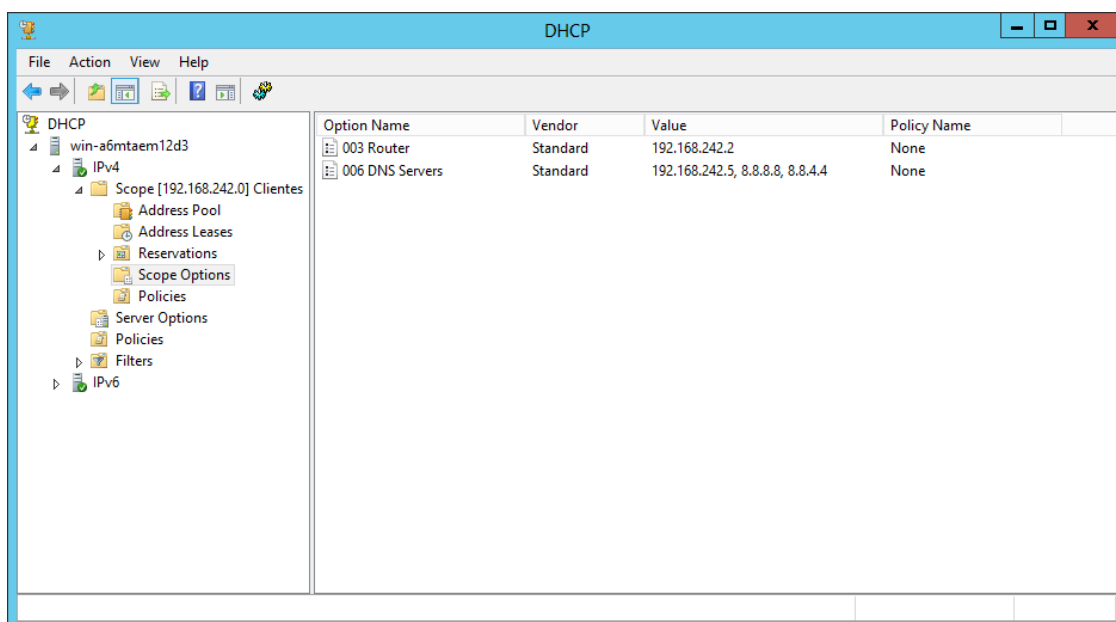 DHCP
File Action View Help
DHCP
win-a6mtaem12d3
IPv4
Scope [192.168.242.0] Clientes
Address Pool
Address Leases
Reservations
Scope Options
Policies
Server Options
Policies
Filters
IPv6
Option Name Vendor Value Policy Name
003 Router Standard 192.168.242.2 None
006 DNS Servers Standard 192.168.242.5, 8.8.8.8, 8.8.4.4 None